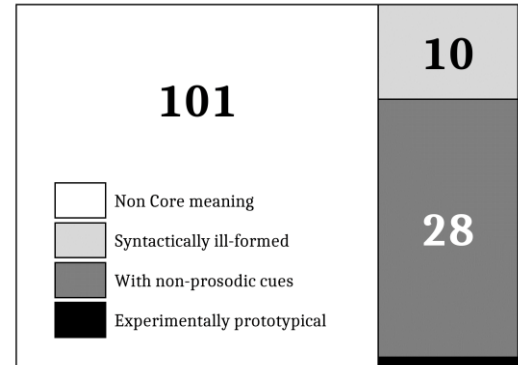 10
101
Non Core meaning
Syntactically ill-formed
28
With non-prosodic cues
Experimentally prototypical